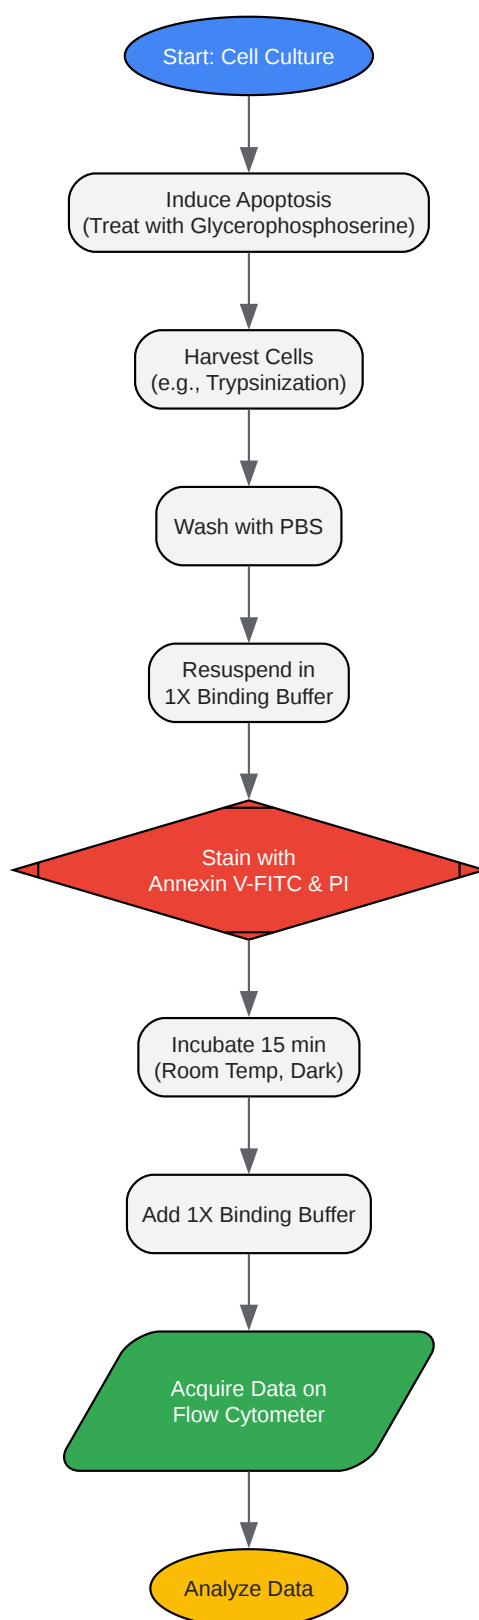 Start: Cell Culture
Induce Apoptosis
(Treat with Glycerophosphoserine)
Harvest Cells
(e.g., Trypsinization)
Wash with PBS
Resuspend in
1X Binding Buffer
Stain with
Annexin V-FITC & PI
Incubate 15 min
(Room Temp, Dark)
Add 1X Binding Buffer
Acquire Data on
Flow Cytometer
Analyze Data